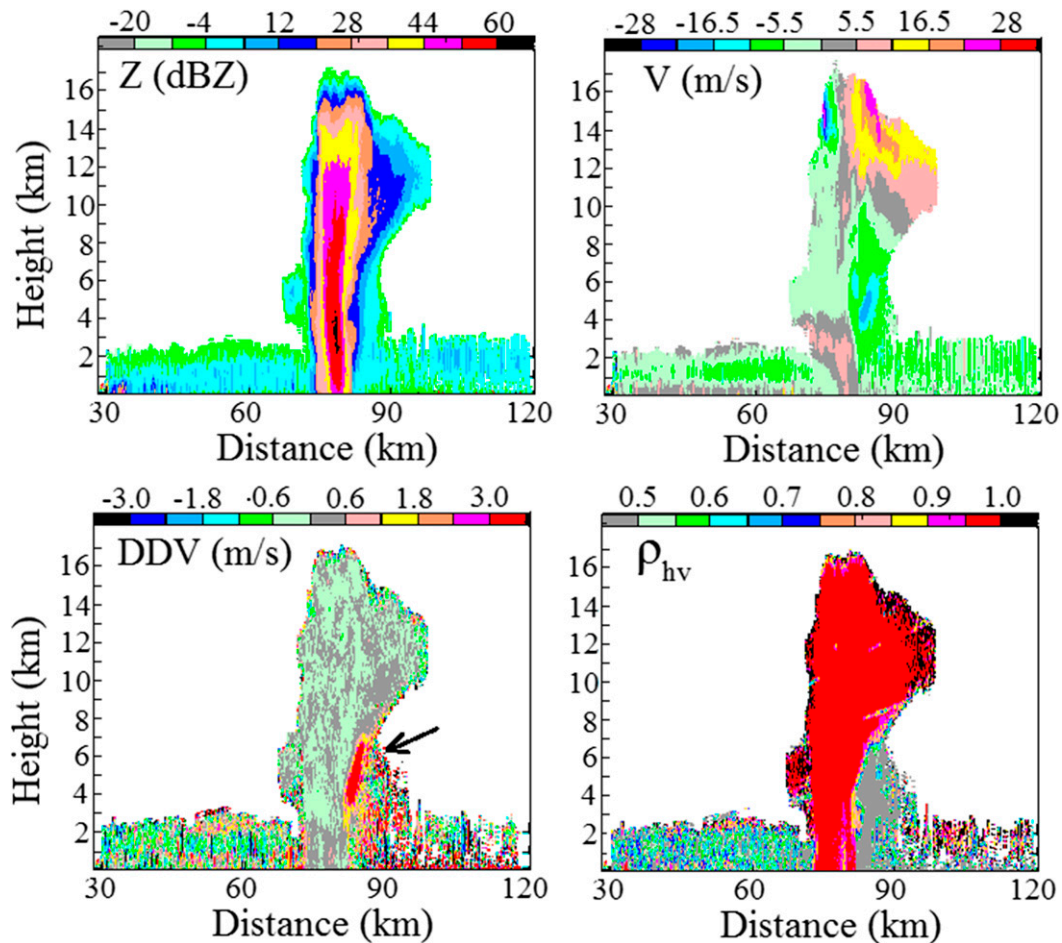 -20 -4 12 28 44 60
Z (dBZ)
16
14
12
10
8
6
4
2
Height (km)
30 60 90 120
Distance (km)
-28 -16.5 -5.5 5.5 16.5 28
V (m/s)
16
14
12
10
8
6
4
2
30 60 90 120
Distance (km)
-3.0 -1.8 -0.6 0.6 1.8 3.0
DDV (m/s)
16
14
12
10
8
6
4
2
Height (km)
30 60 90 120
Distance (km)
0.5 0.6 0.7 0.8 0.9 1.0
ρhv
16
14
12
10
8
6
4
2
30 60 90 120
Distance (km)